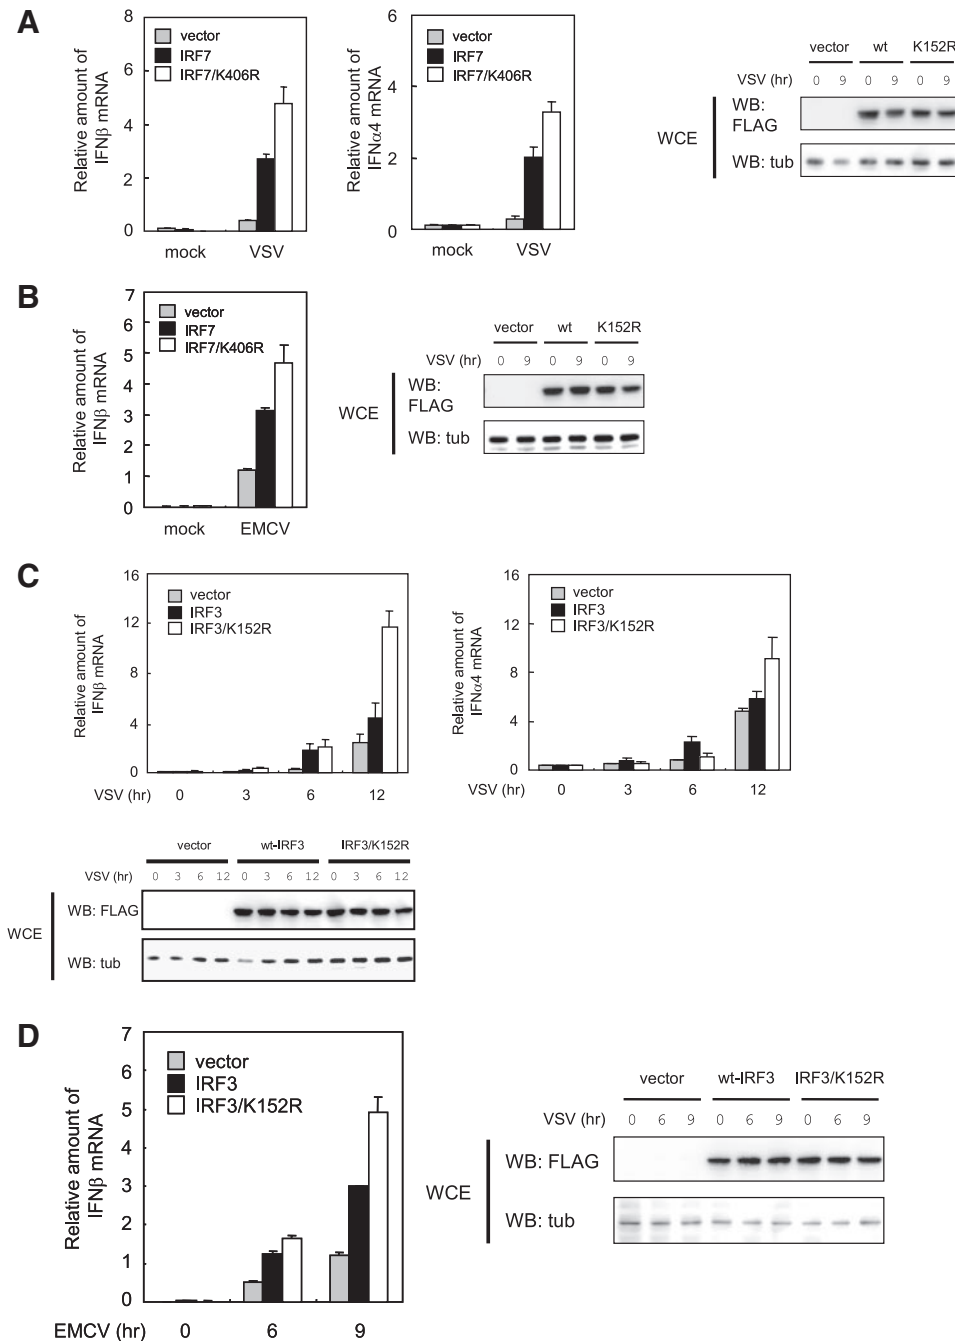 A
Relative amount of
IFNβ mRNA
8
6
4
2
0
vector
IRF7
IRF7/K406R
mock VSV
Relative amount of
IFNα4 mRNA
6
4
2
0
vector
IRF7
IRF7/K406R
mock VSV
vector wt K152R
VSV (hr) 0 9 0 9 0 9
WCE
WB:
FLAG
WB: tub
B
Relative amount of
IFNβ mRNA
7
6
5
4
3
2
1
0
vector
IRF7
IRF7/K406R
mock EMCV
vector wt K152R
VSV (hr) 0 9 0 9 0 9
WCE
WB:
FLAG
WB: tub
C
Relative amount of
IFNβ mRNA
16
12
8
4
0
vector
IRF3
IRF3/K152R
VSV (hr) 0 3 6 12
Relative amount of
IFNα4 mRNA
16
12
8
4
0
vector
IRF3
IRF3/K152R
VSV (hr) 0 3 6 12
vector wt-IRF3 IRF3/K152R
VSV (hr) 0 3 6 12 0 3 6 12 0 3 6 12
WCE
WB: FLAG
WB: tub
D
Relative amount of
IFNβ mRNA
7
6
5
4
3
2
1
0
vector
IRF3
IRF3/K152R
EMCV (hr) 0 6 9
vector wt-IRF3 IRF3/K152R
VSV (hr) 0 6 9 0 6 9 0 6 9
WCE
WB: FLAG
WB: tub